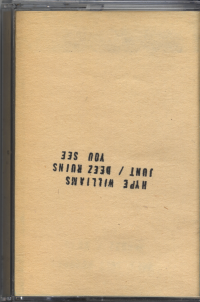 HYPE WILLIAMS
JUNT / DEEZ RUINS
YOU SEE